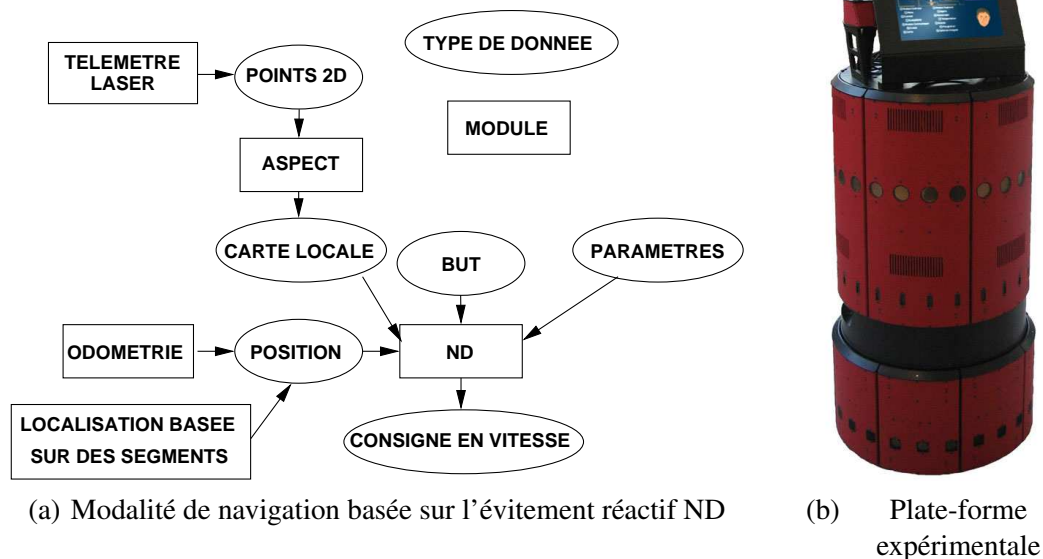 TYPE DE DONNEE
TELEMETRE
LASER
POINTS 2D
MODULE
ASPECT
CARTE LOCALE
BUT
PARAMETRES
ODOMETRIE
POSITION
ND
LOCALISATION BASEE
SUR DES SEGMENTS
CONSIGNE EN VITESSE
(a) Modalité de navigation basée sur l'évitement réactif ND
(b) Plate-forme
expérimentale